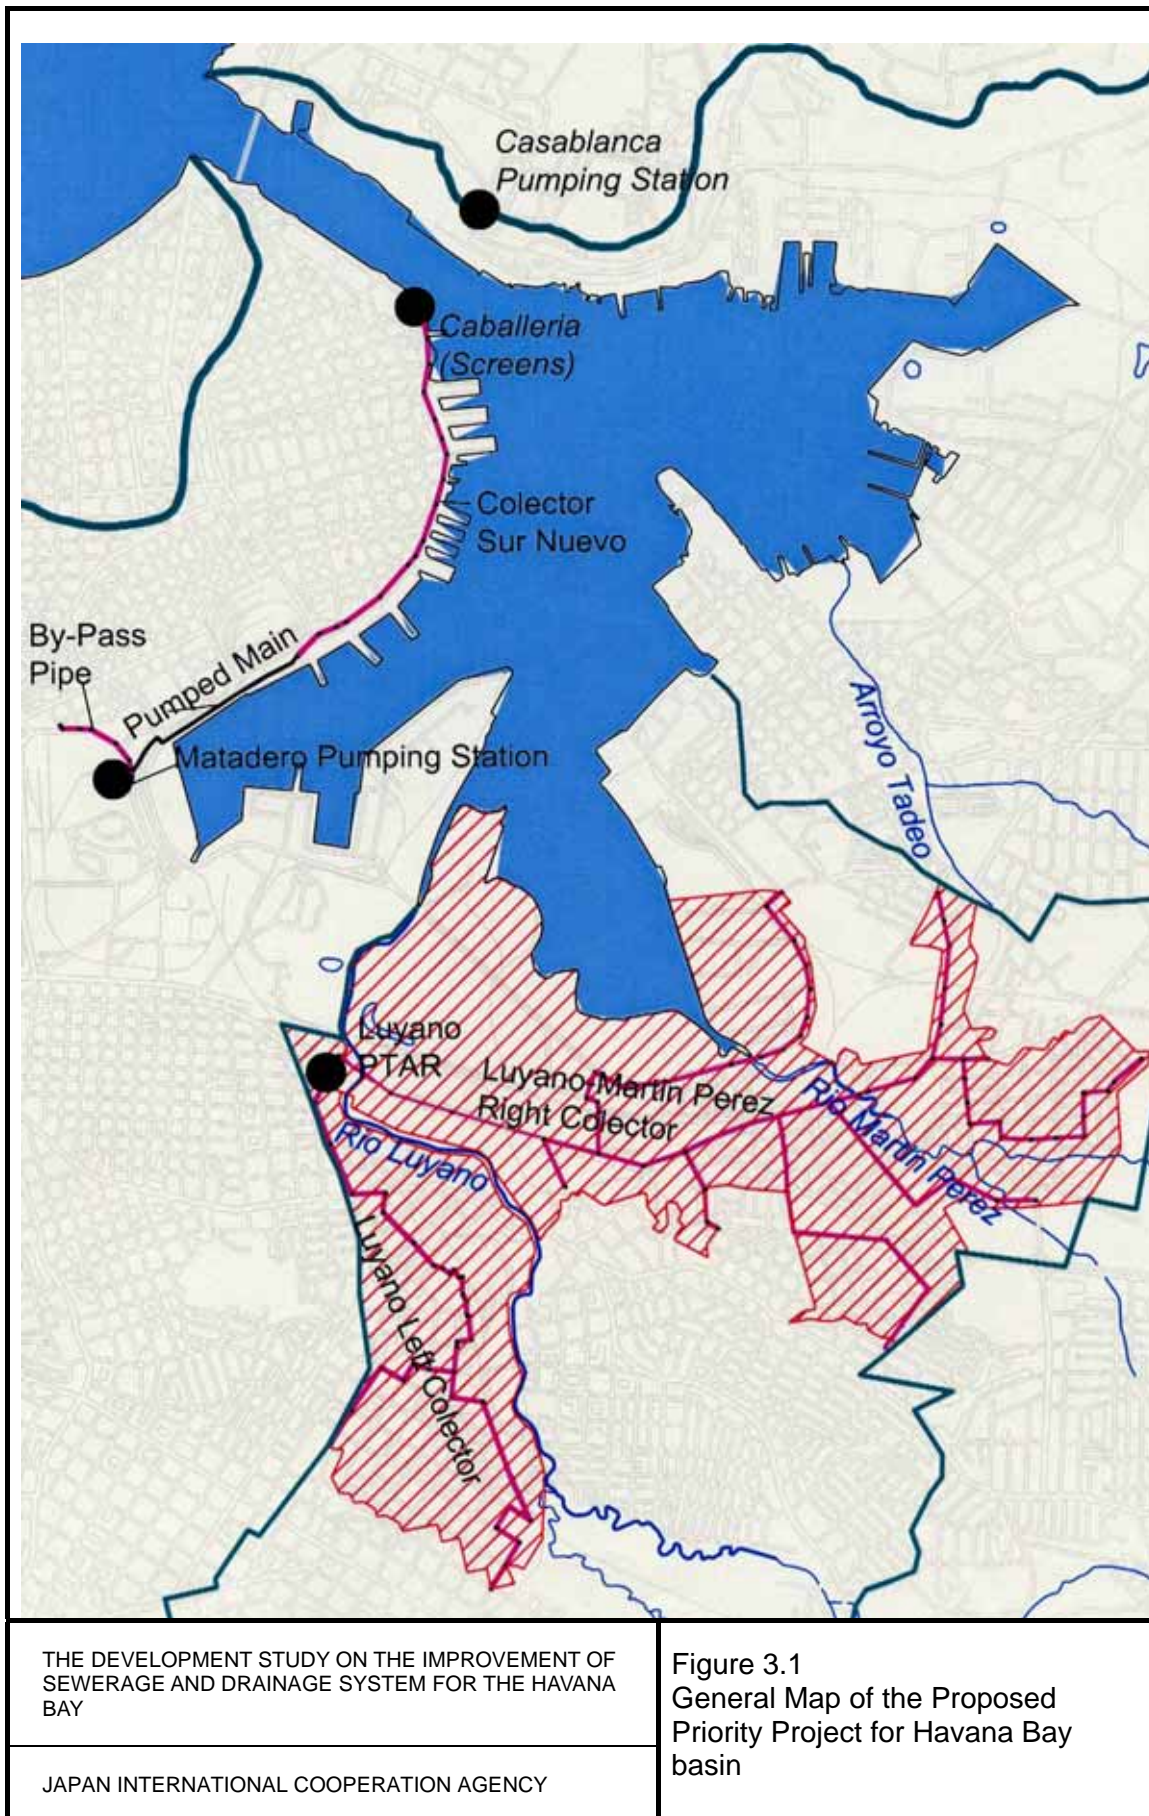 Casablanca
Pumping Station
Caballeria
(Screens)
Colector
Sur Nuevo
By-Pass
Pipe
Pumped Main
Matadero Pumping Station
Arroyo Tadeo
Luyano
PTAR
Luyano-Martin Perez
Right Colector
Rio Martin Perez
Rio Luyano
Luyano Left Colector
THE DEVELOPMENT STUDY ON THE IMPROVEMENT OF
SEWERAGE AND DRAINAGE SYSTEM FOR THE HAVANA
BAY
JAPAN INTERNATIONAL COOPERATION AGENCY
Figure 3.1
General Map of the Proposed
Priority Project for Havana Bay
basin